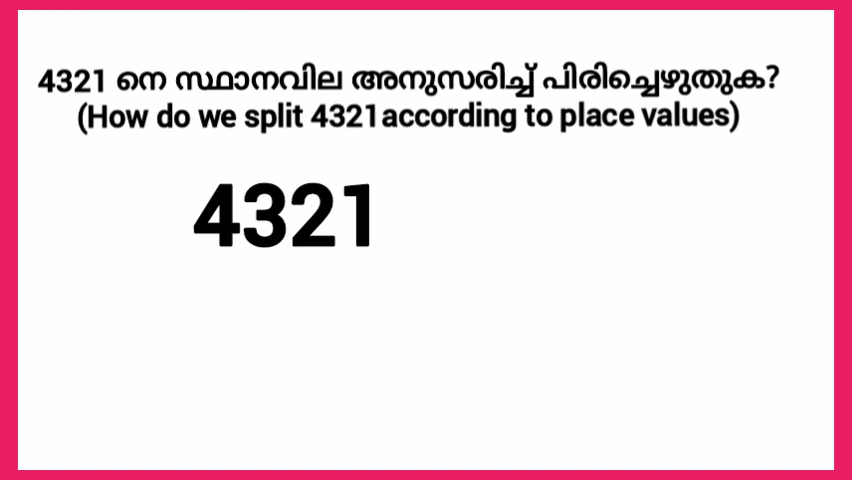 4321 നെ സ്ഥാനവില അനുസരിച്ച് പിരിച്ചെഴുതുക?
(How do we split 4321according to place values)
4321